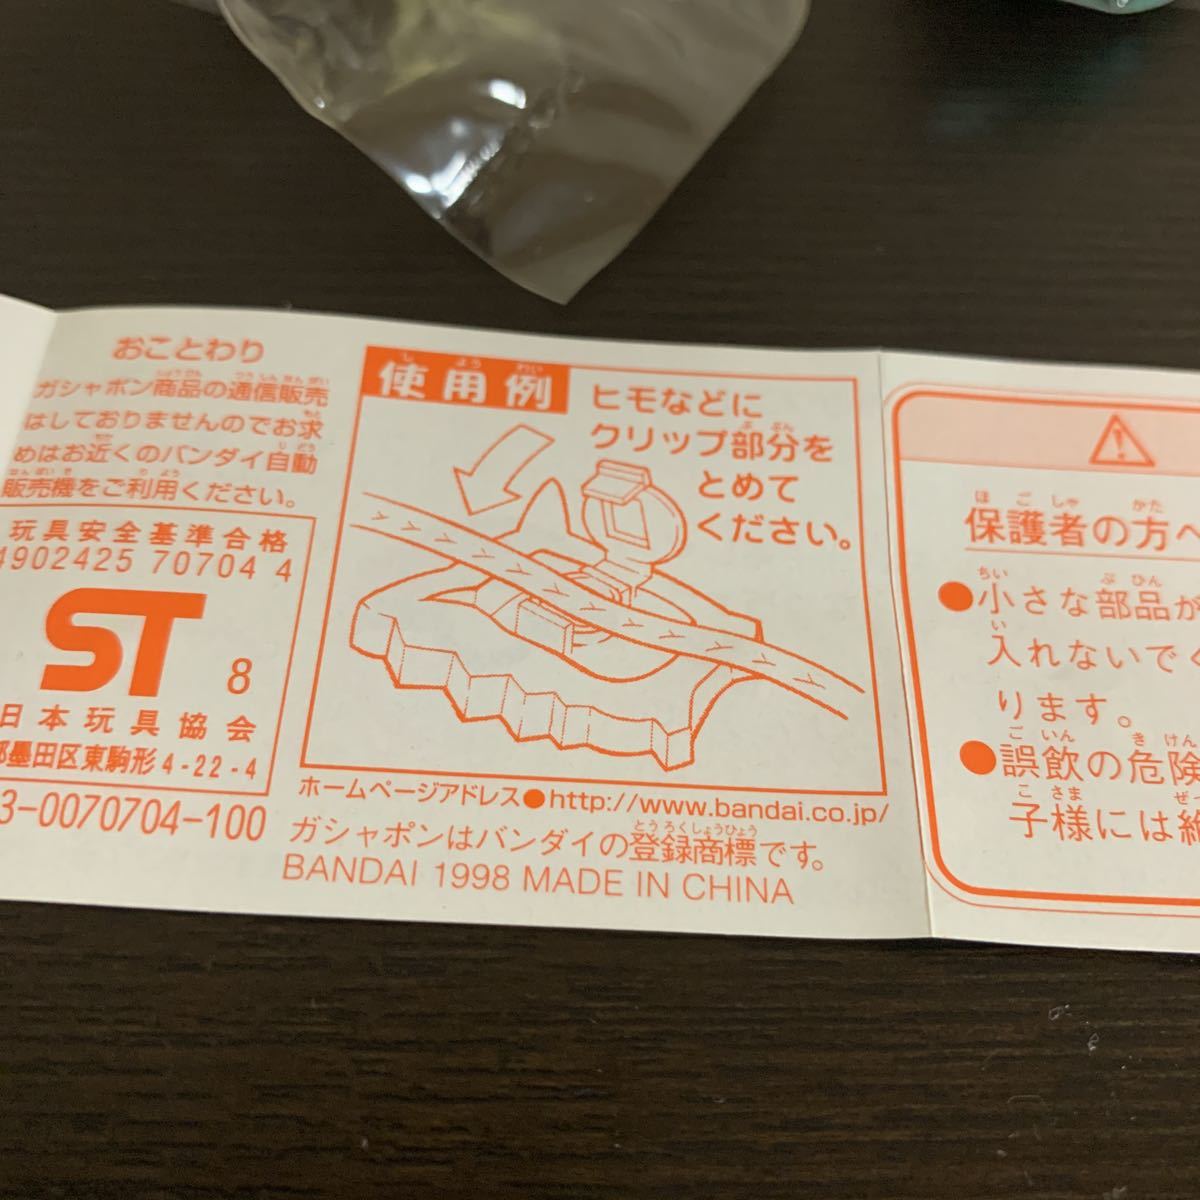 おことわり
ガシャポン商品の通信販売
はしておりませんのでお求
めはお近くのバンダイ自動
販売機をご利用ください。
玩具安全基準合格
4902425 70704 4
ST 8
日本玩具協会
墨田区東駒形4-22-4
3-0070704-100
使用例
ヒモなどに
クリップ部分を
とめて
ください。
ホームページアドレス●http://www.bandai.co.jp/
ガシャポンはバンダイの登録商標です。
BANDAI 1998 MADE IN CHINA
保護者の方へ
●小さな部品が
入れないでく
ります。
●誤飲の危険
子様には絶